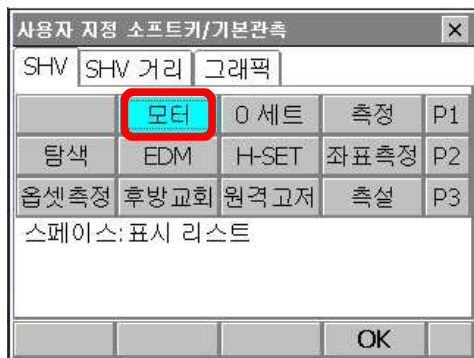 사용자 지정 소프트키/기본관측 ×
SHV SHV 거리 그래픽
모터 0 세트 측정 P1
탐색 EDM H-SET 좌표측정 P2
옵셋측정 후방교회 원격고저 측설 P3
스페이스:표시 리스트
OK